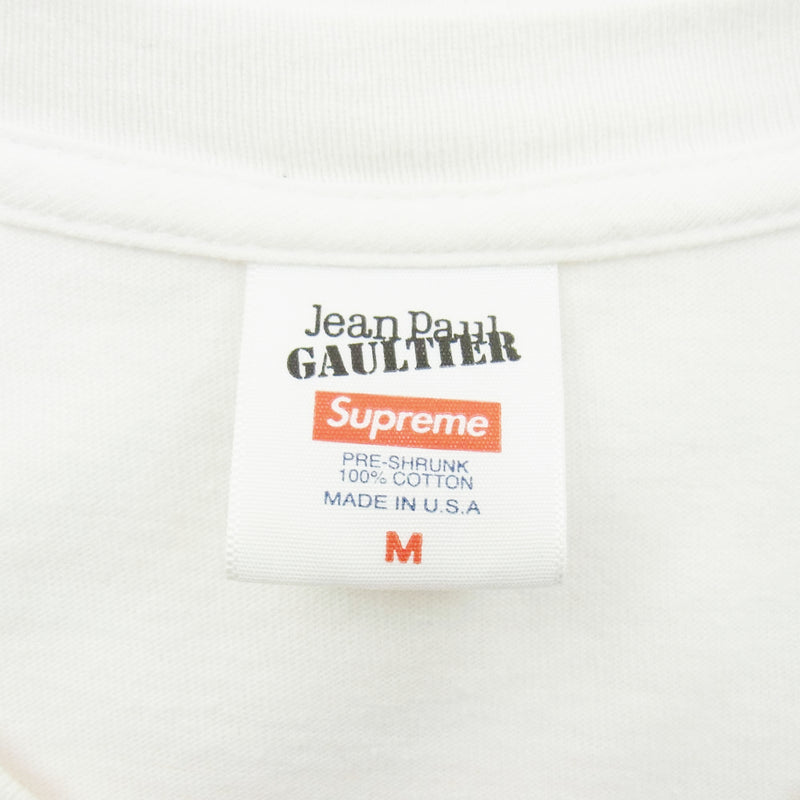 Jean Paul
GAULTIER
Supreme
PRE-SHRUNK
100% COTTON
MADE IN U.S.A
M